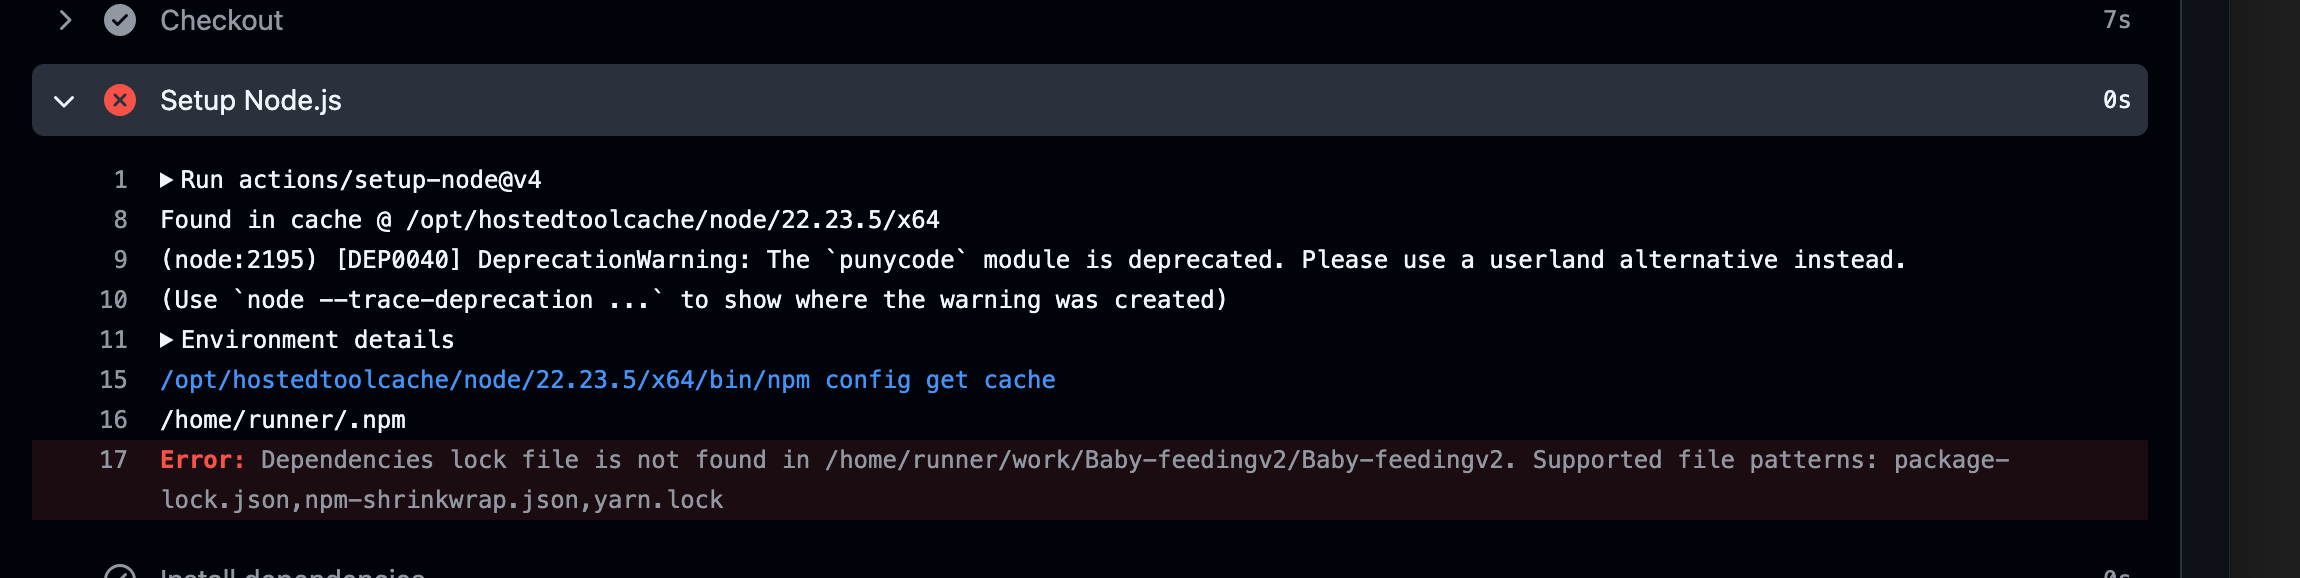 Checkout 7s
Setup Node.js 0s
1 Run actions/setup-node@v4
8 Found in cache @ /opt/hostedtoolcache/node/22.23.5/x64
9 (node:2195) [DEP0040] DeprecationWarning: The `punycode` module is deprecated. Please use a userland alternative instead.
10 (Use `node --trace-deprecation ...` to show where the warning was created)
11 Environment details
15 /opt/hostedtoolcache/node/22.23.5/x64/bin/npm config get cache
16 /home/runner/.npm
17 Error: Dependencies lock file is not found in /home/runner/work/Baby-feedingv2/Baby-feedingv2. Supported file patterns: package-
lock.json,npm-shrinkwrap.json,yarn.lock
Install dependencies 0s